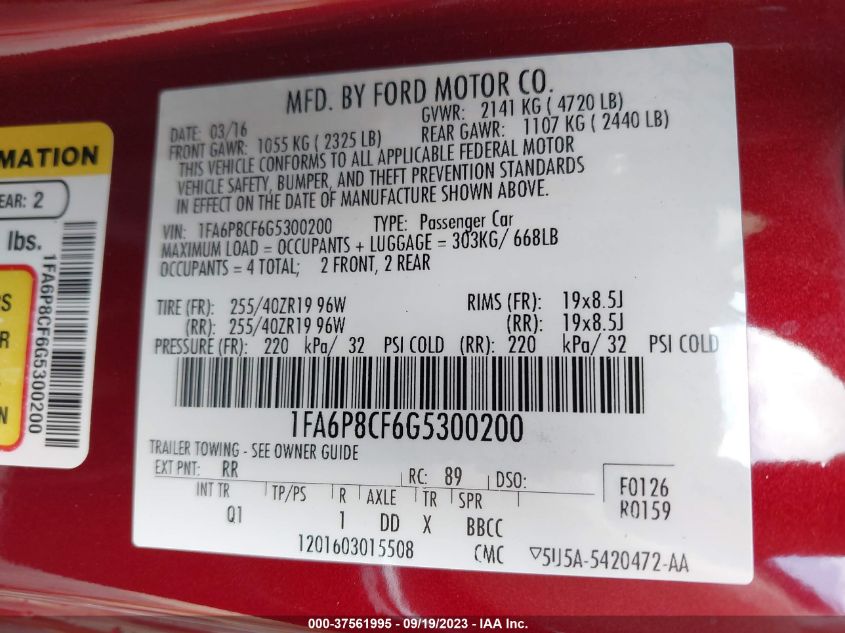 MFD. BY FORD MOTOR CO.
DATE: 03/16 GVWR: 2141 KG ( 4720 LB)
FRONT GAWR: 1055 KG ( 2325 LB) REAR GAWR: 1107 KG ( 2440 LB)
THIS VEHICLE CONFORMS TO ALL APPLICABLE FEDERAL MOTOR
VEHICLE SAFETY, BUMPER, AND THEFT PREVENTION STANDARDS
IN EFFECT ON THE DATE OF MANUFACTURE SHOWN ABOVE.
VIN: 1FA6P8CF6G5300200 TYPE: Passenger Car
MAXIMUM LOAD = OCCUPANTS + LUGGAGE = 303KG/ 668LB
OCCUPANTS = 4 TOTAL; 2 FRONT, 2 REAR
TIRE (FR): 255/40ZR19 96W RIMS (FR): 19x8.5J
(RR): 255/40ZR19 96W (RR): 19x8.5J
PRESSURE (FR): 220 kPa/ 32 PSI COLD (RR): 220 kPa/ 32 PSI COLD
1FA6P8CF6G5300200
TRAILER TOWING - SEE OWNER GUIDE
EXT PNT: RR RC: 89 DSO: F0126
INT TR TP/PS R AXLE TR SPR R0159
Q1 1 DD X BBCC
1201603015508 CMC 5U5A-5420472-AA
MATION
EAR: 2
lbs.
1FA6P8CF6G5300200
RS
R
N
000-37561995 - 09/19/2023 - IAA Inc.